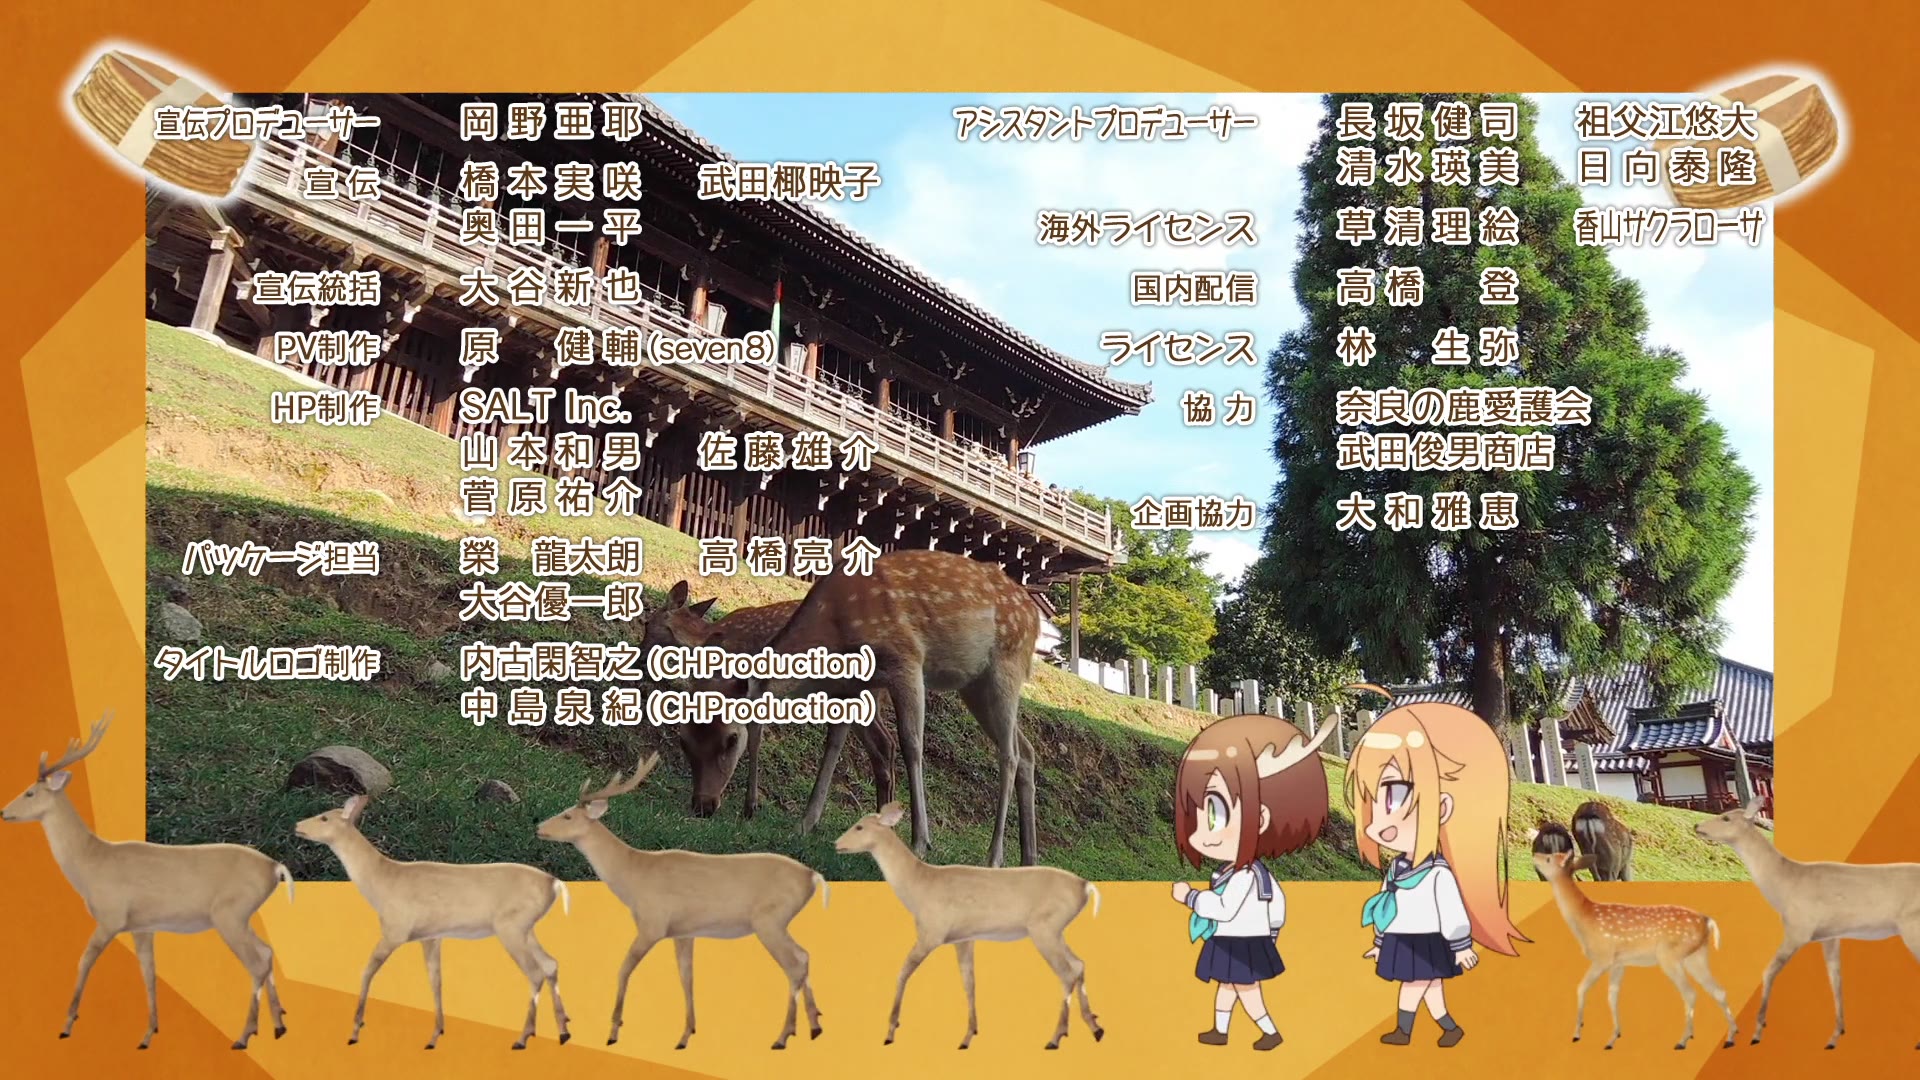 宣伝プロデューサー 岡野亜耶
宣伝 橋本実咲 武田椰映子
奥田一平
宣伝統括 大谷新也
PV制作 原 健輔(seven8)
HP制作 SALT Inc.
山本和男 佐藤雄介
菅原祐介
パッケージ担当 榮 龍太朗 高橋亮介
大谷優一郎
タイトルロゴ制作 内古閑智之(CHProduction)
中島泉紀(CHProduction)
アシスタントプロデューサー 長坂健司 祖父江悠大
清水瑛美 日向泰隆
海外ライセンス 草清理絵 香山サクラローサ
国内配信 高橋 登
ライセンス 林 生弥
協力 奈良の鹿愛護会
武田俊男商店
企画協力 大和雅恵